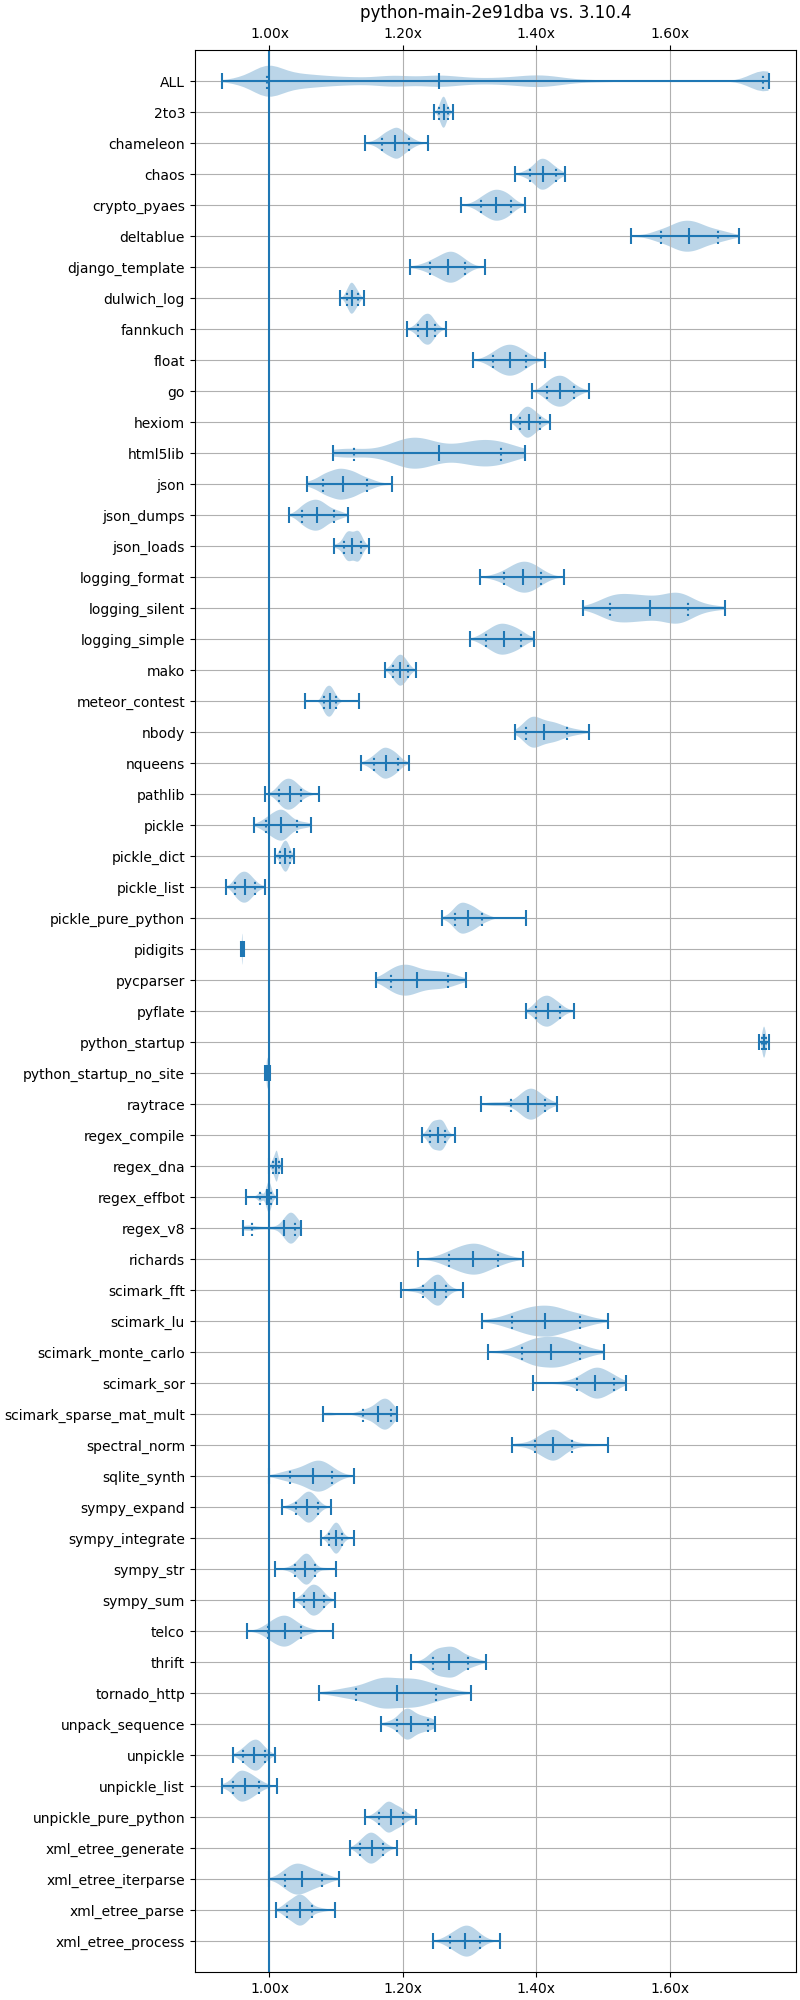 python-main-2e91dba vs. 3.10.4
1.00x 1.20x 1.40x 1.60x
ALL
2to3
chameleon
chaos
crypto_pyaes
deltablue
django_template
dulwich_log
fannkuch
float
go
hexiom
html5lib
json
json_dumps
json_loads
logging_format
logging_silent
logging_simple
mako
meteor_contest
nbody
nqueens
pathlib
pickle
pickle_dict
pickle_list
pickle_pure_python
pidigits
pycparser
pyflate
python_startup
python_startup_no_site
raytrace
regex_compile
regex_dna
regex_effbot
regex_v8
richards
scimark_fft
scimark_lu
scimark_monte_carlo
scimark_sor
scimark_sparse_mat_mult
spectral_norm
sqlite_synth
sympy_expand
sympy_integrate
sympy_str
sympy_sum
telco
thrift
tornado_http
unpack_sequence
unpickle
unpickle_list
unpickle_pure_python
xml_etree_generate
xml_etree_iterparse
xml_etree_parse
xml_etree_process
1.00x 1.20x 1.40x 1.60x